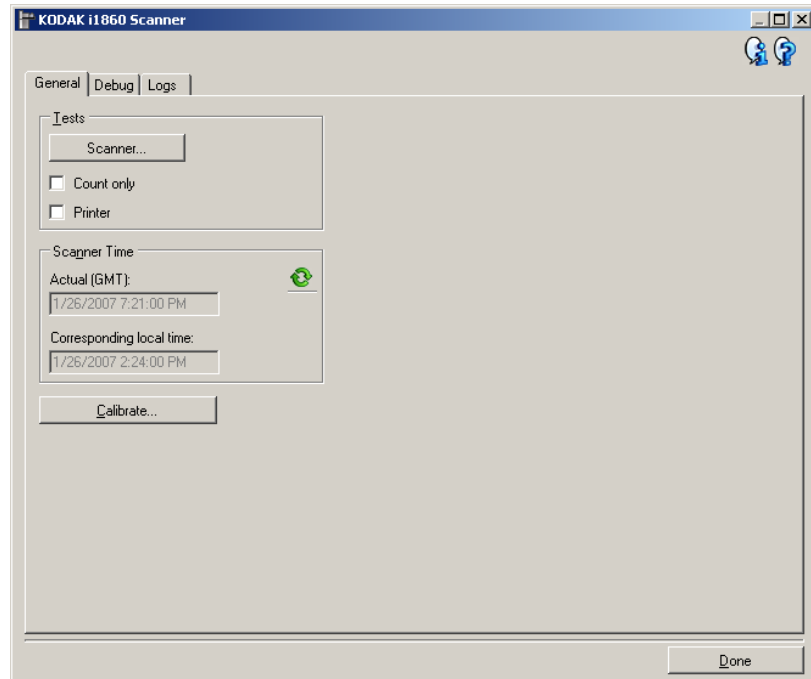 KODAK i1860 Scanner
General Debug Logs
Tests
Scanner...
Count only
Printer
Scanner Time
Actual (GMT):
1/26/2007 7:21:00 PM
Corresponding local time:
1/26/2007 2:24:00 PM
Calibrate...
Done